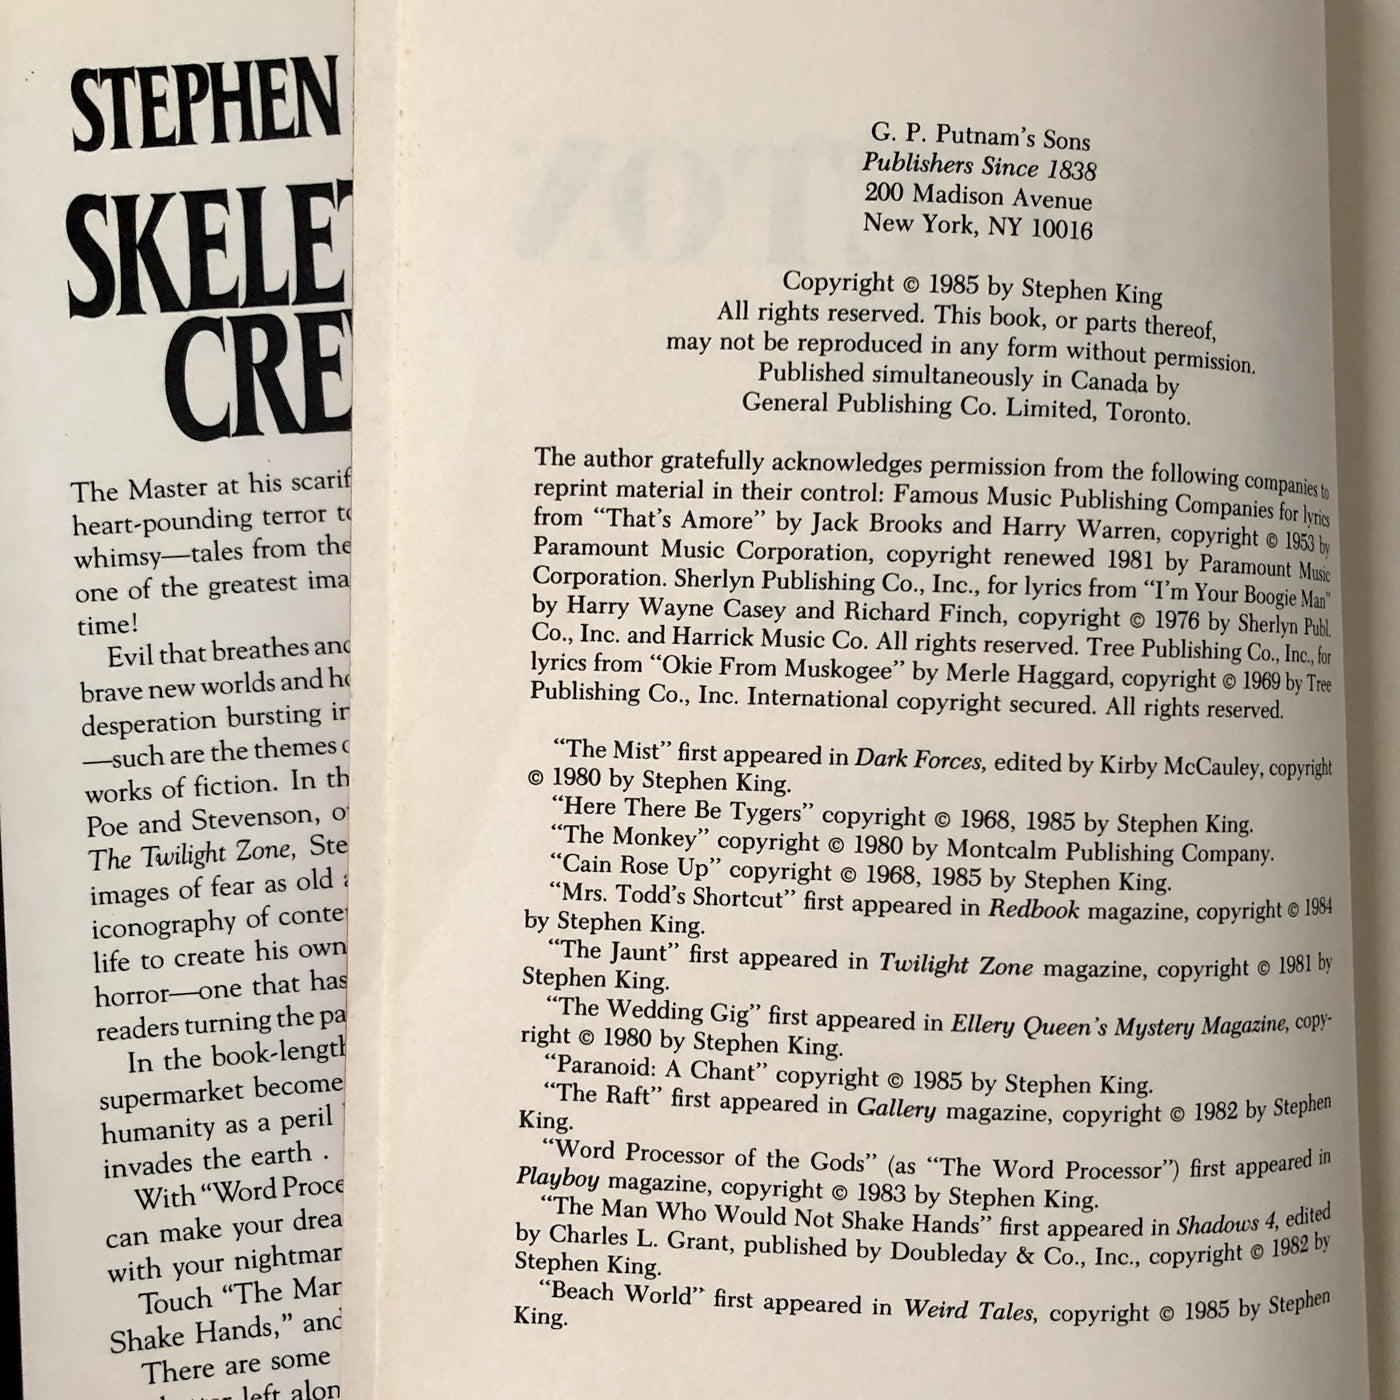 STEPHEN
SKELET
CRE
The Master at his scarif
heart-pounding terror to
whimsy—tales from the
one of the greatest ima
time!
Evil that breathes and
brave new worlds and ho
desperation bursting in
—such are the themes o
works of fiction. In th
Poe and Stevenson, o
The Twilight Zone, Ste
images of fear as old a
iconography of conte
life to create his own
horror—one that has
readers turning the pa
In the book-length
supermarket become
humanity as a peril
invades the earth .
With “Word Proce
can make your drea
with your nightmar
Touch “The Man
Shake Hands,” and
There are some
left alon
G. P. Putnam’s Sons
Publishers Since 1838
200 Madison Avenue
New York, NY 10016
Copyright © 1985 by Stephen King
All rights reserved. This book, or parts thereof,
may not be reproduced in any form without permission.
Published simultaneously in Canada by
General Publishing Co. Limited, Toronto.
The author gratefully acknowledges permission from the following companies to
reprint material in their control: Famous Music Publishing Companies for lyrics
from “That’s Amore” by Jack Brooks and Harry Warren, copyright © 1953 by
Paramount Music Corporation, copyright renewed 1981 by Paramount Music
Corporation. Sherlyn Publishing Co., Inc., for lyrics from “I’m Your Boogie Man”
by Harry Wayne Casey and Richard Finch, copyright © 1976 by Sherlyn Publ.
Co., Inc. and Harrick Music Co. All rights reserved. Tree Publishing Co., Inc., for
lyrics from “Okie From Muskogee” by Merle Haggard, copyright © 1969 by Tree
Publishing Co., Inc. International copyright secured. All rights reserved.
“The Mist” first appeared in Dark Forces, edited by Kirby McCauley, copyright
© 1980 by Stephen King.
“Here There Be Tygers” copyright © 1968, 1985 by Stephen King.
“The Monkey” copyright © 1980 by Montcalm Publishing Company.
“Cain Rose Up” copyright © 1968, 1985 by Stephen King.
“Mrs. Todd’s Shortcut” first appeared in Redbook magazine, copyright © 1984
by Stephen King.
“The Jaunt” first appeared in Twilight Zone magazine, copyright © 1981 by
Stephen King.
“The Wedding Gig” first appeared in Ellery Queen’s Mystery Magazine, copy-
right © 1980 by Stephen King.
“Paranoid: A Chant” copyright © 1985 by Stephen King.
“The Raft” first appeared in Gallery magazine, copyright © 1982 by Stephen
King.
“Word Processor of the Gods” (as “The Word Processor”) first appeared in
Playboy magazine, copyright © 1983 by Stephen King.
“The Man Who Would Not Shake Hands” first appeared in Shadows 4, edited
by Charles L. Grant, published by Doubleday & Co., Inc., copyright © 1982 by
Stephen King.
“Beach World” first appeared in Weird Tales, copyright © 1985 by Stephen
King.